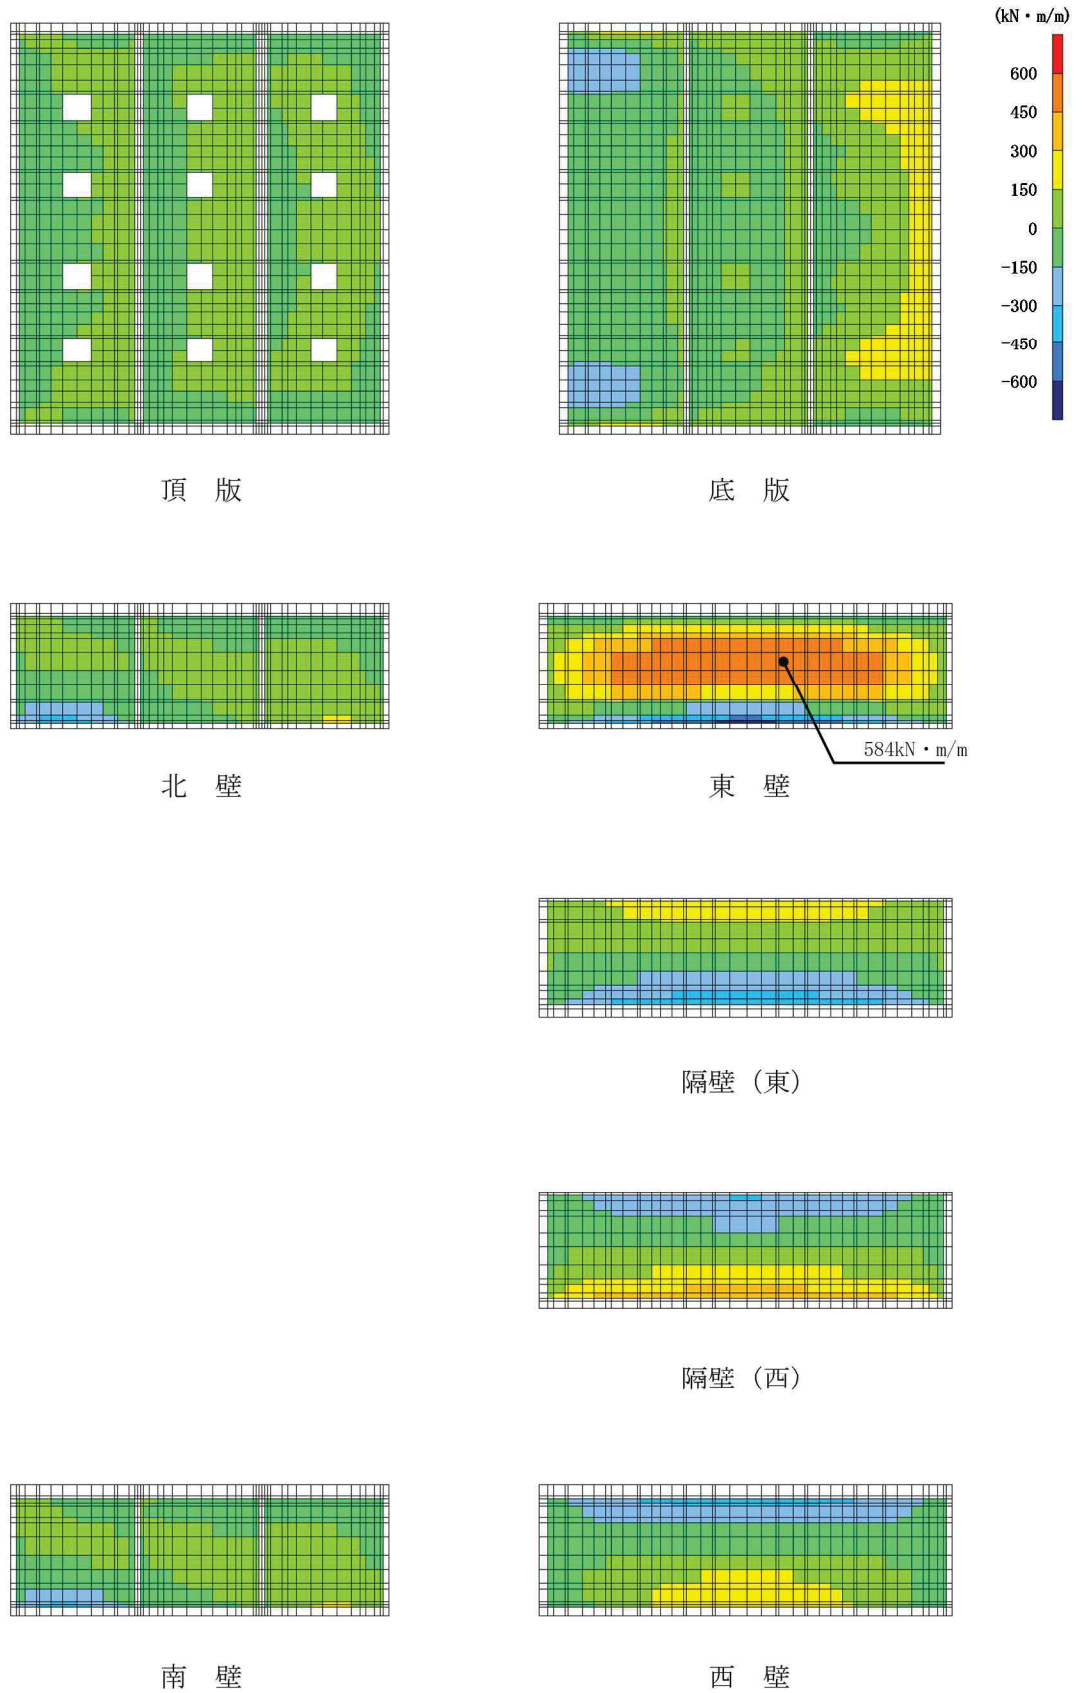 (kN・m/m)
600
450
300
150
0
-150
-300
-450
-600
頂 版
底 版
584kN・m/m
北 壁
東 壁
隔壁（東）
隔壁（西）
南 壁
西 壁